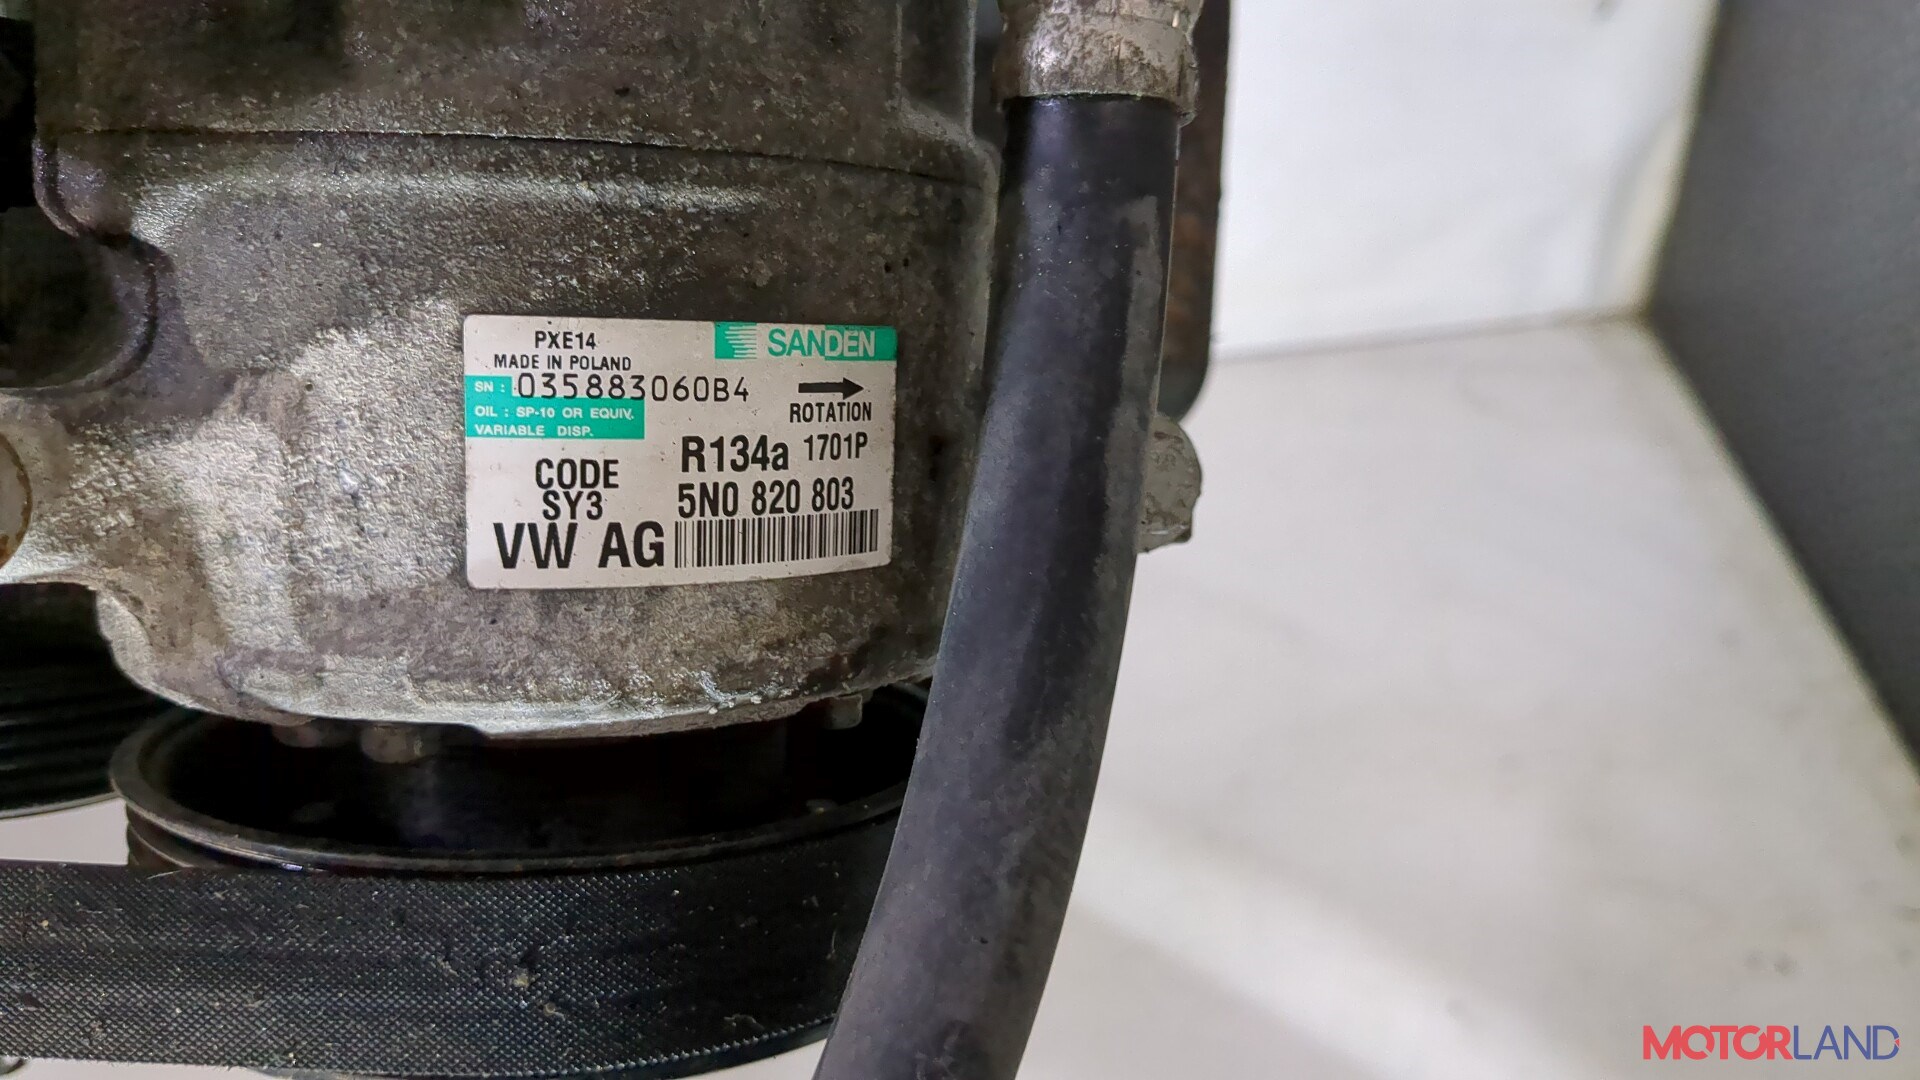 PXE14
SANDEN
MADE IN POLAND
SN : 035883060B4
OIL : SP-10 OR EQUIV.
ROTATION
VARIABLE DISP.
R134a 1701P
CODE
SY3
5N0 820 803
VW AG
MOTORLAND